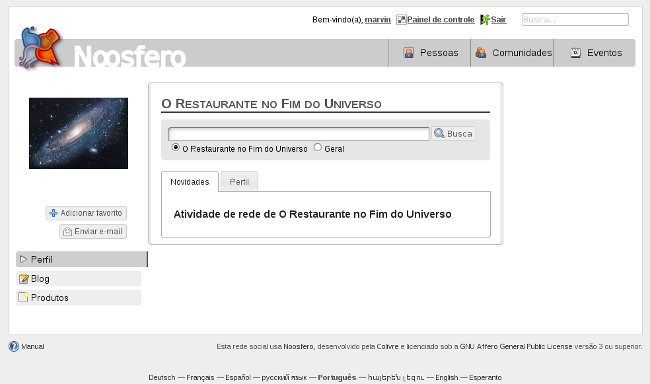 Bem-vindo(a), marvin Painel de controle Sair Busca...
Noosfero
Pessoas Comunidades Eventos
O Restaurante no Fim do Universo
Busca
O Restaurante no Fim do Universo Geral
Novidades Perfil
Atividade de rede de O Restaurante no Fim do Universo
Adicionar favorito
Enviar e-mail
Perfil
Blog
Produtos
Manual Esta rede social usa Noosfero, desenvolvido pela Colivre e licenciado sob a GNU Affero General Public License versão 3 ou superior.
Deutsch — Français — Español — русский язык — Português — հայերեն լեզու — English — Esperanto